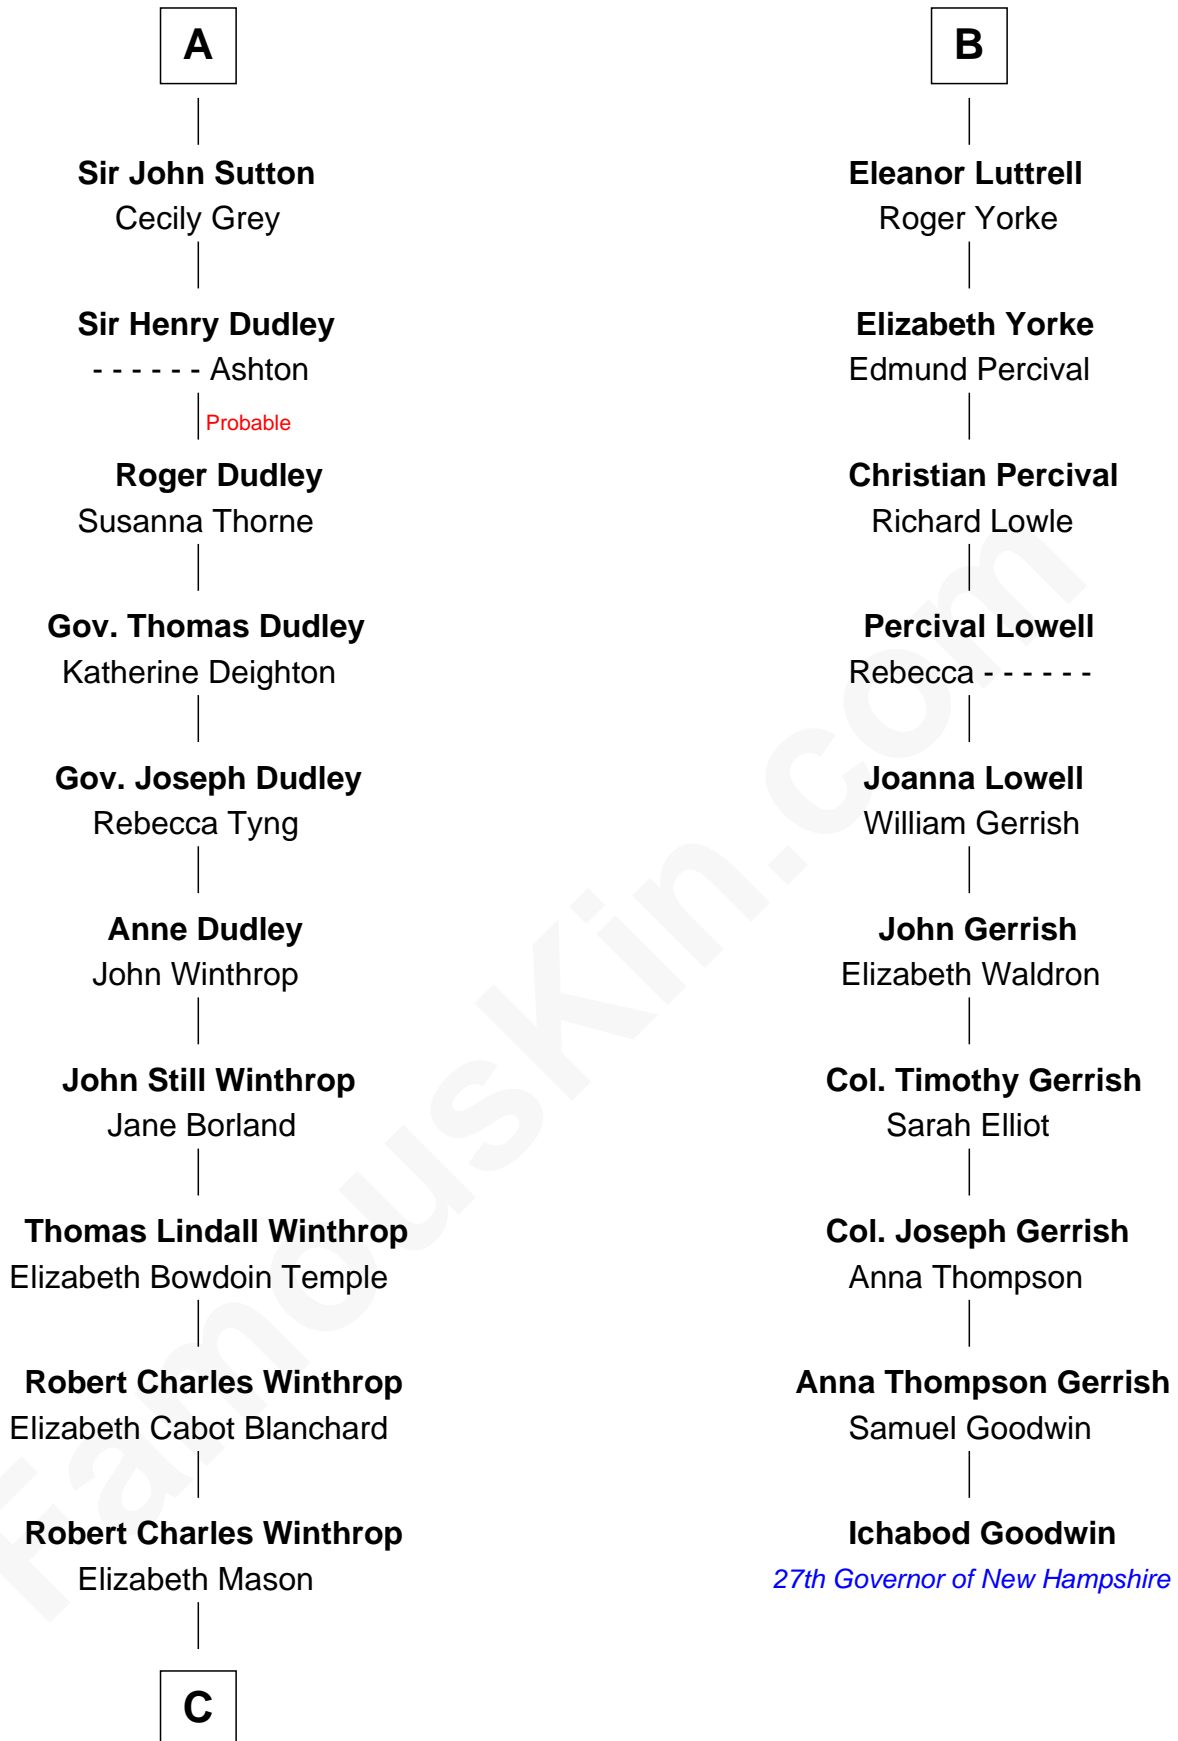 A
Sir John Sutton
Cecily Grey
Sir Henry Dudley
- - - - - - Ashton
Probable
Roger Dudley
Susanna Thorne
Gov. Thomas Dudley
Katherine Deighton
Gov. Joseph Dudley
Rebecca Tyng
Anne Dudley
John Winthrop
John Still Winthrop
Jane Borland
Thomas Lindall Winthrop
Elizabeth Bowdoin Temple
Robert Charles Winthrop
Elizabeth Cabot Blanchard
Robert Charles Winthrop
Elizabeth Mason
C
B
Eleanor Luttrell
Roger Yorke
Elizabeth Yorke
Edmund Percival
Christian Percival
Richard Lowle
Percival Lowell
Rebecca - - - - - -
Joanna Lowell
William Gerrish
John Gerrish
Elizabeth Waldron
Col. Timothy Gerrish
Sarah Elliot
Col. Joseph Gerrish
Anna Thompson
Anna Thompson Gerrish
Samuel Goodwin
Ichabod Goodwin
27th Governor of New Hampshire
FamousKin.com